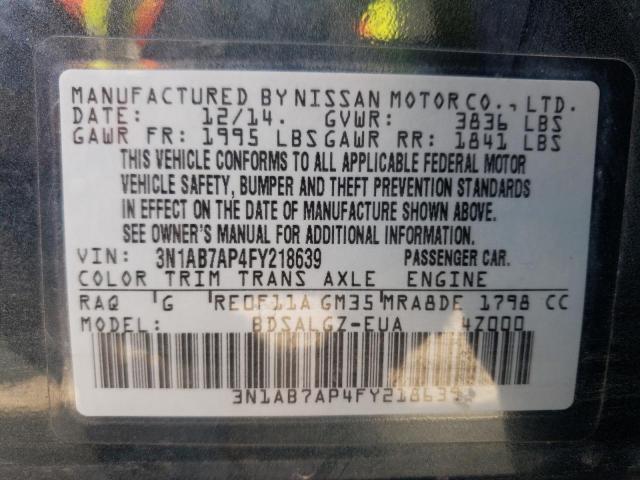 MANUFACTURED BY NISSAN MOTOR CO., LTD.
DATE: 12/14. GVWR: 3836 LBS
GAWR FR: 1995 LBS GAWR RR: 1841 LBS
THIS VEHICLE CONFORMS TO ALL APPLICABLE FEDERAL MOTOR
VEHICLE SAFETY, BUMPER AND THEFT PREVENTION STANDARDS
IN EFFECT ON THE DATE OF MANUFACTURE SHOWN ABOVE.
SEE OWNER'S MANUAL FOR ADDITIONAL INFORMATION.
VIN: 3N1AB7AP4FY218639 PASSENGER CAR.
COLOR TRIM TRANS AXLE ENGINE
RAQ G RE0F11A GM35 MRA8DE 1798 CC
MODEL: BDSALGZ-EUA 4Z000
3N1AB7AP4FY218639